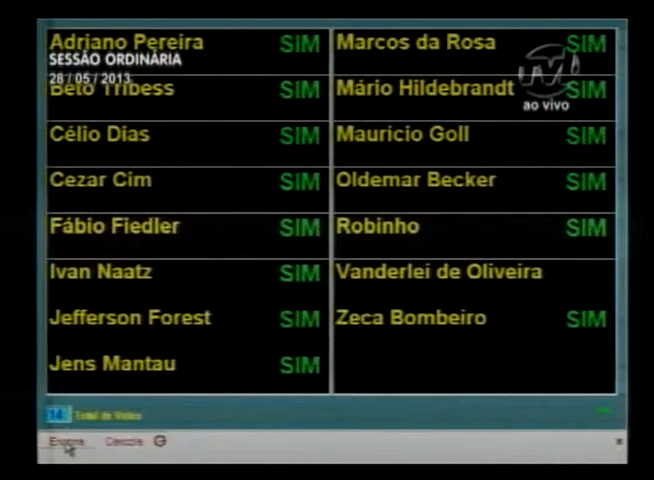 Adriano Pereira SIM Marcos da Rosa SIM
SESSÃO ORDINÁRIA
28 / 05 / 2013
Beto Tribess SIM Mário Hildebrandt SIM
ao vivo
Célio Dias SIM Mauricio Goll SIM
Cezar Cim SIM Oldemar Becker SIM
Fábio Fiedler SIM Robinho SIM
Ivan Naatz SIM Vanderlei de Oliveira
Jefferson Forest SIM Zeca Bombeiro SIM
Jens Mantau SIM
14: Total de Votos